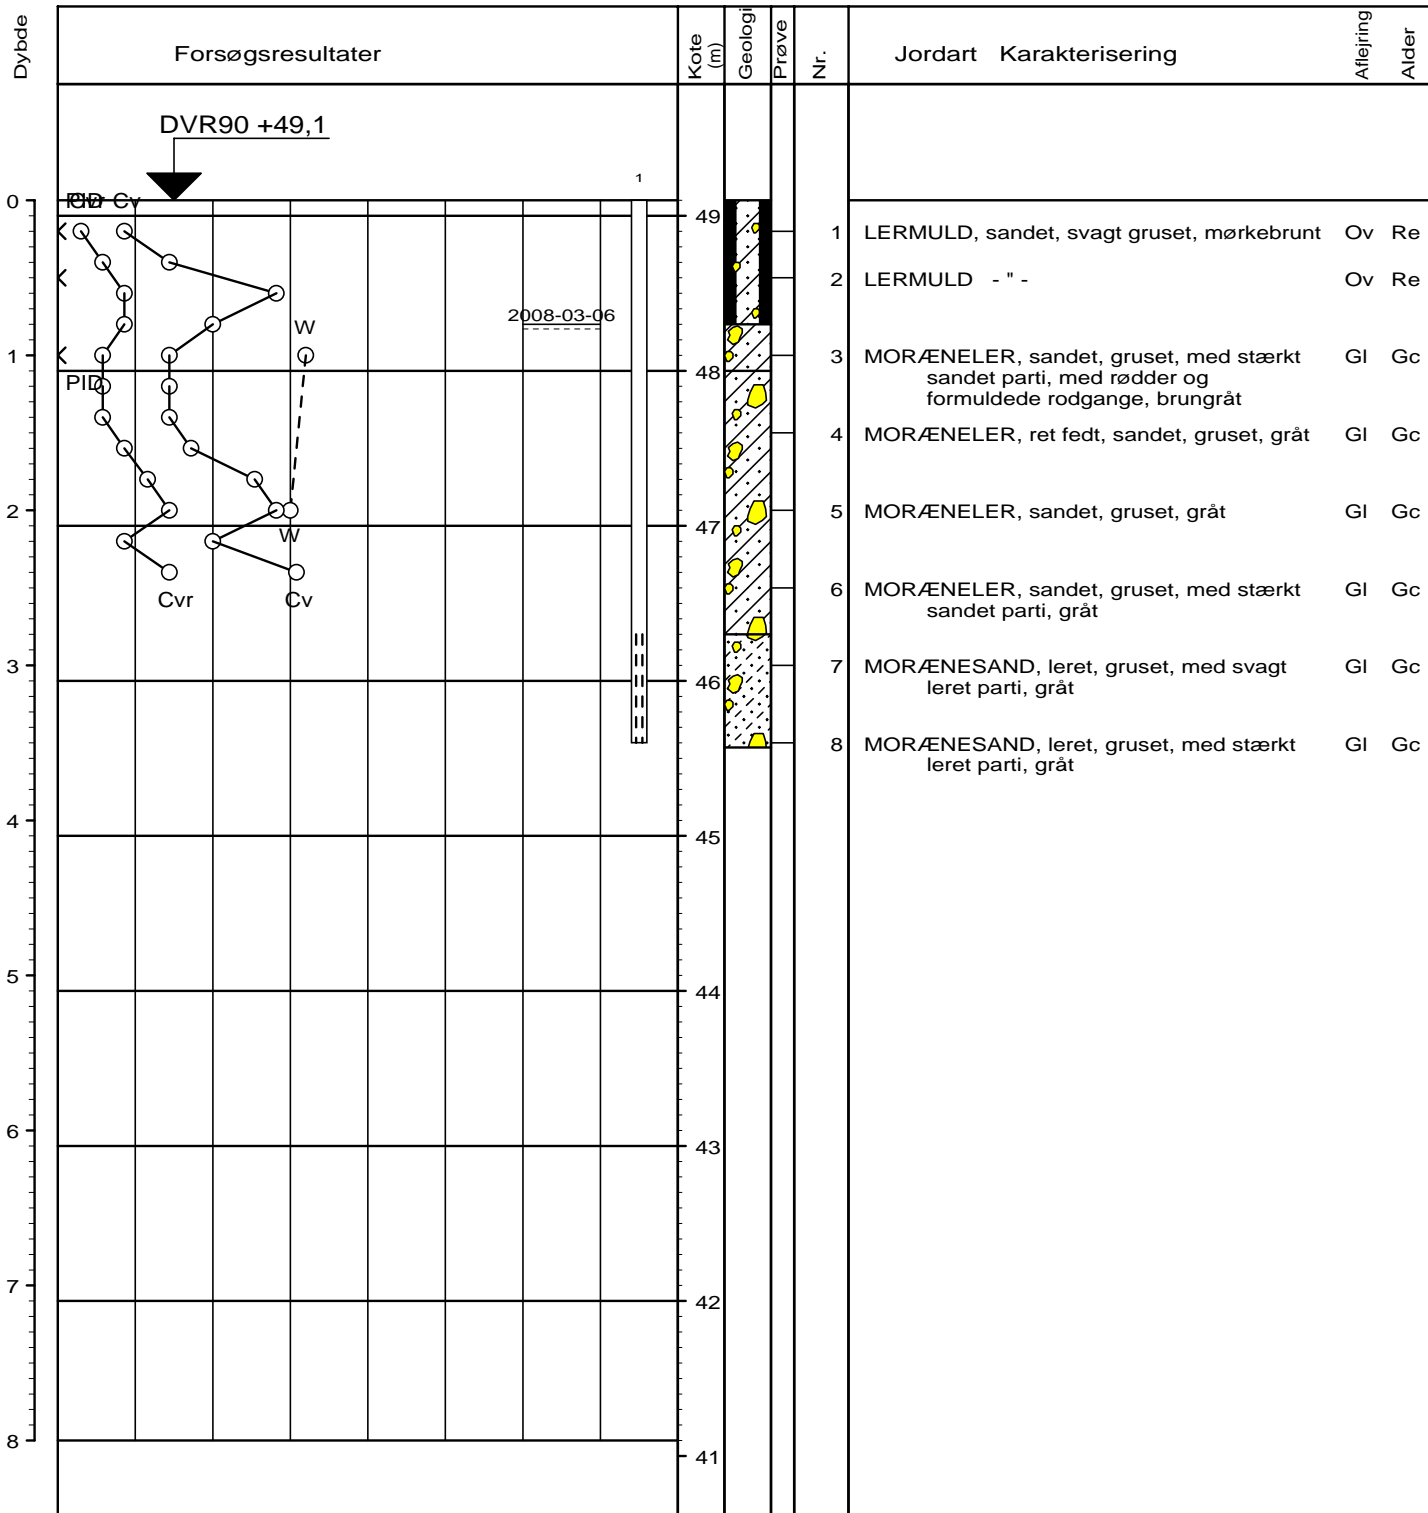 Dybde
Forsøgsresultater
Kote (m)
Geologi
Prøve
Nr.
Jordart Karakterisering
Aflejring
Alder
DVR90 +49,1
1
0
PID Cvr Cv
49
1 LERMULD, sandet, svagt gruset, mørkebrunt Ov Re
2 LERMULD - " - Ov Re
2008-03-06
W
1
3 MORÆNELER, sandet, gruset, med stærkt Gl Gc
sandet parti, med rødder og
formuldede rodgange, brungråt
48
PID
4 MORÆNELER, ret fedt, sandet, gruset, gråt Gl Gc
2
5 MORÆNELER, sandet, gruset, gråt Gl Gc
47
W
6 MORÆNELER, sandet, gruset, med stærkt Gl Gc
sandet parti, gråt
Cvr Cv
3
7 MORÆNESAND, leret, gruset, med svagt Gl Gc
leret parti, gråt
46
8 MORÆNESAND, leret, gruset, med stærkt Gl Gc
leret parti, gråt
4
45
5
44
6
43
7
42
8
41